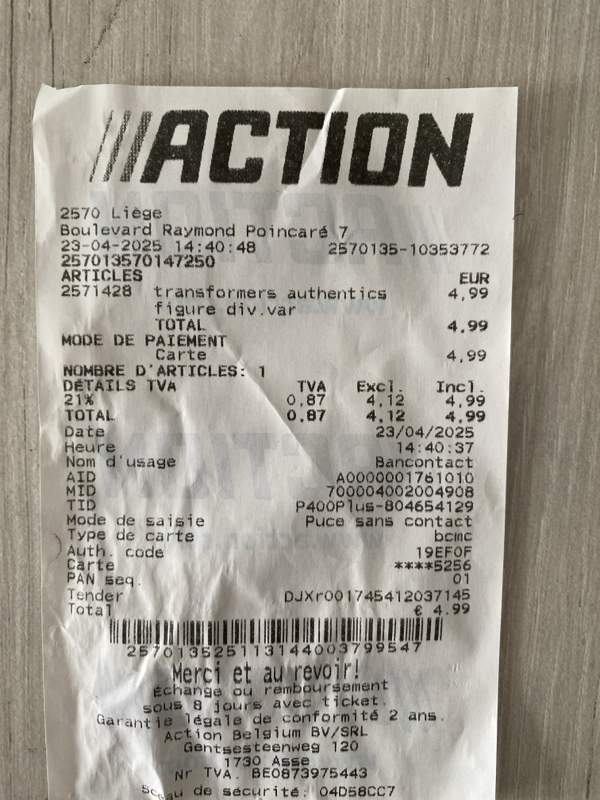 ACTION
2570 Liège
Boulevard Raymond Poincaré 7
23-04-2025 14:40:48 2570135-10353772
257013570147250
ARTICLES EUR
2571428 transformers authentics 4,99
figure div.var
TOTAL 4,99
MODE DE PAIEMENT
Carte 4,99
NOMBRE D'ARTICLES: 1
DÉTAILS TVA TVA Excl. Incl.
21% 0,87 4,12 4,99
TOTAL 0,87 4,12 4,99
Date 23/04/2025
Heure 14:40:37
Nom d'usage Bancontact
AID A0000001761010
MID 700004002004908
TID P400Plus-804654129
Mode de saisie Puce sans contact
Type de carte bcmc
Auth. code 19EF0F
Carte ****5256
PAN seq. 01
Tender DJXr001745412037145
Total € 4.99
2570135251131440037995​47
Merci et au revoir!
Échange ou remboursement
sous 8 jours avec ticket.
Garantie légale de conformité 2 ans.
Action Belgium BV/SRL
Gentsesteenweg 120
1730 Asse
Nr TVA. BE0873975443
Sceau de sécurité: 04D58CC7